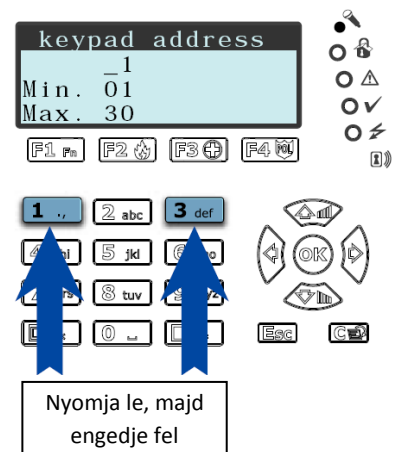 keypad address
_1
Min. 01
Max. 30
F1 Fn F2 F3 F4 POL
1 ., 2 abc 3 def
5 jkl
8 tuv
0
OK
Esc C
Nyomja le, majd
engedje fel